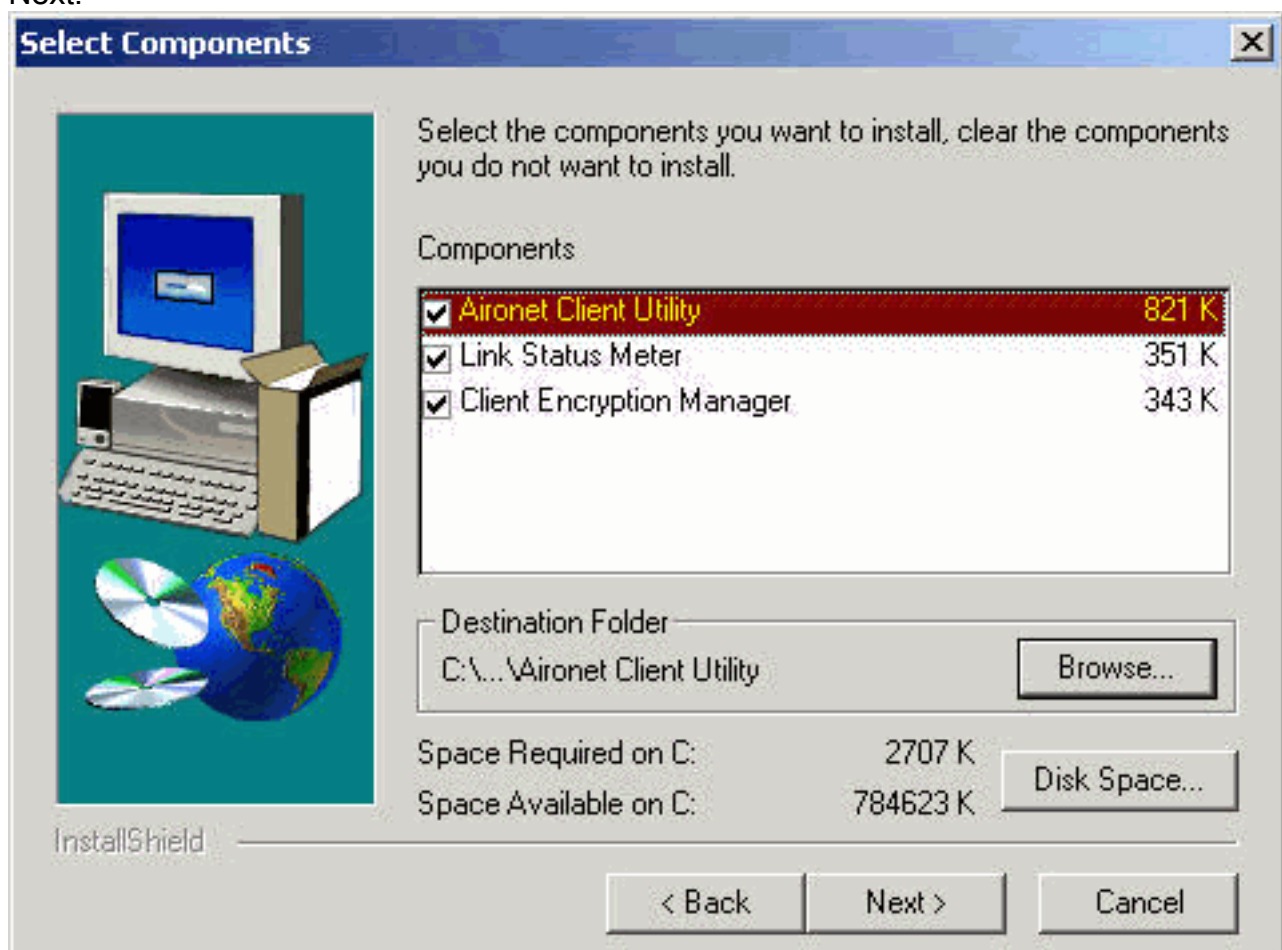 Next.
Select Components
Select the components you want to install, clear the components
you do not want to install.
Components
Aironet Client Utility 821 K
Link Status Meter 351 K
Client Encryption Manager 343 K
Destination Folder
C:\...\Aironet Client Utility Browse...
Space Required on C: 2707 K
Disk Space...
Space Available on C: 784623 K
InstallShield
< Back Next > Cancel